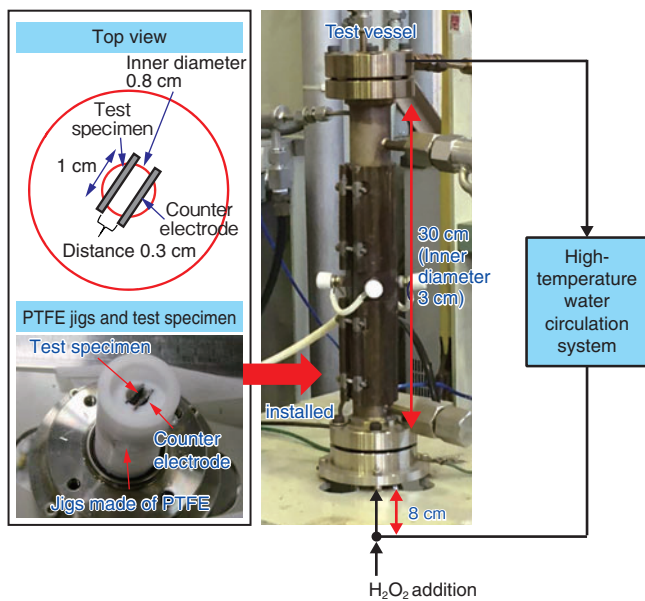 Top view
Inner diameter
0.8 cm
Test
specimen
1 cm
Counter
electrode
Distance 0.3 cm
PTFE jigs and test specimen
Test specimen
Counter
electrode
Jigs made of PTFE
installed
Test vessel
30 cm
(Inner
diameter
3 cm)
8 cm
H₂O₂ addition
High-
temperature
water
circulation
system